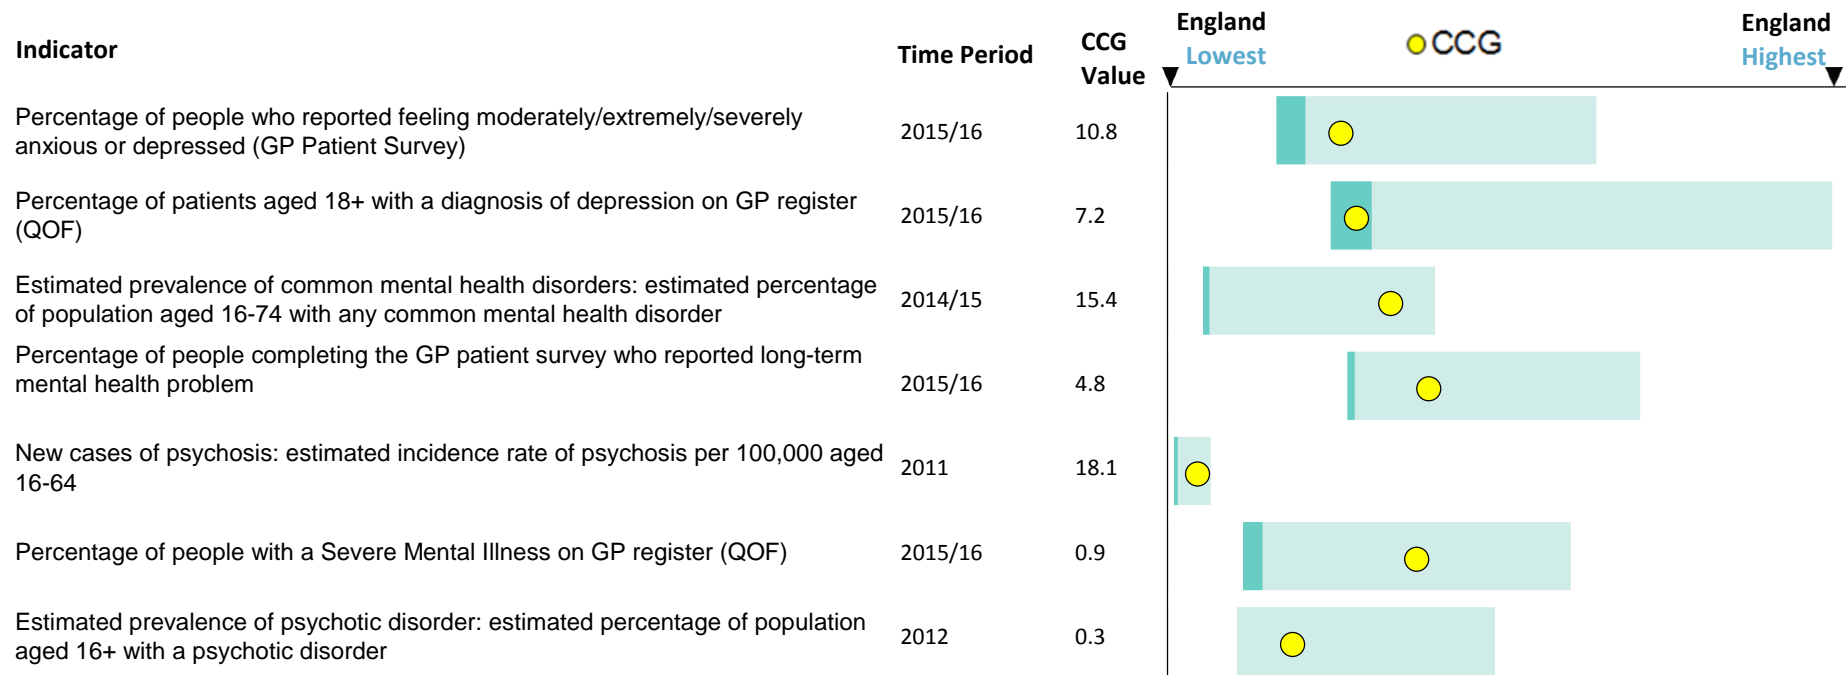 Indicator
Time Period
CCG
Value
England
Lowest
CCG
England
Highest
Percentage of people who reported feeling moderately/extremely/severely
anxious or depressed (GP Patient Survey)
2015/16
10.8
Percentage of patients aged 18+ with a diagnosis of depression on GP register
(QOF)
2015/16
7.2
Estimated prevalence of common mental health disorders: estimated percentage
of population aged 16-74 with any common mental health disorder
2014/15
15.4
Percentage of people completing the GP patient survey who reported long-term
mental health problem
2015/16
4.8
New cases of psychosis: estimated incidence rate of psychosis per 100,000 aged
16-64
2011
18.1
Percentage of people with a Severe Mental Illness on GP register (QOF)
2015/16
0.9
Estimated prevalence of psychotic disorder: estimated percentage of population
aged 16+ with a psychotic disorder
2012
0.3